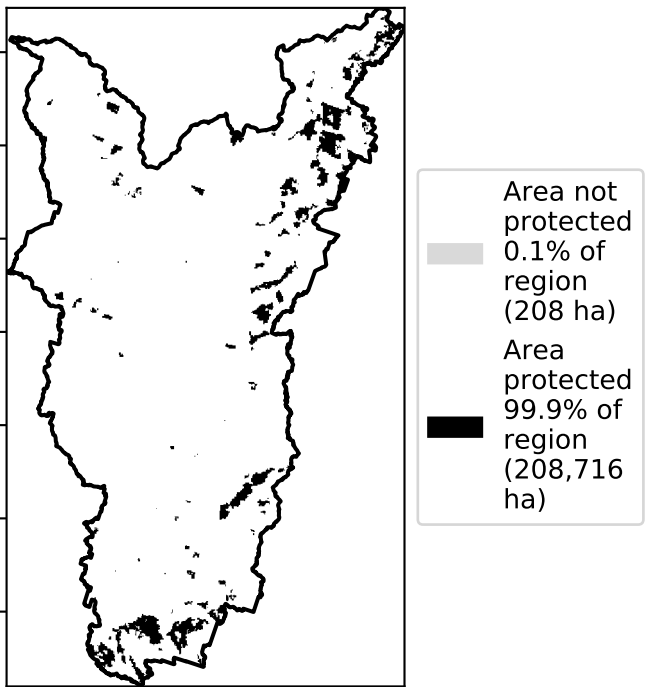 Area not
protected
0.1% of
region
(208 ha)
Area
protected
99.9% of
region
(208,716
ha)